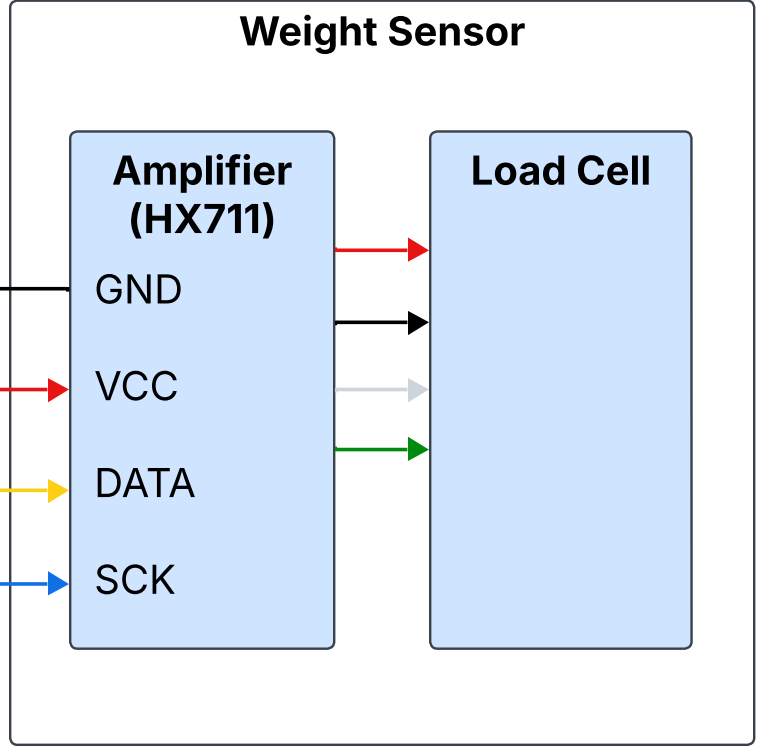 Weight Sensor
Amplifier
(HX711)
GND
VCC
DATA
SCK
Load Cell